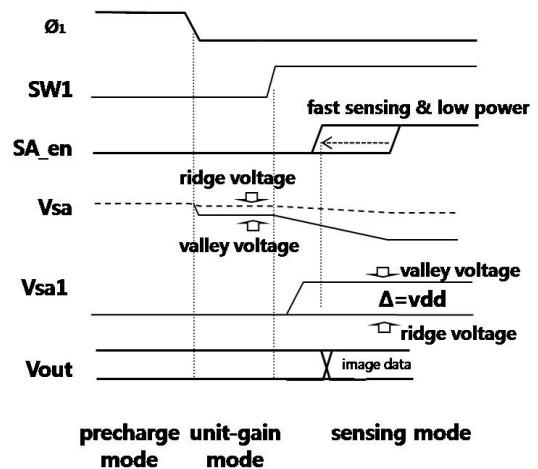 Ø1
SW1
fast sensing & low power
SA_en
ridge voltage
Vsa
valley voltage
valley voltage
Vsa1
Δ=vdd
ridge voltage
Vout
image data
precharge mode
unit-gain mode
sensing mode